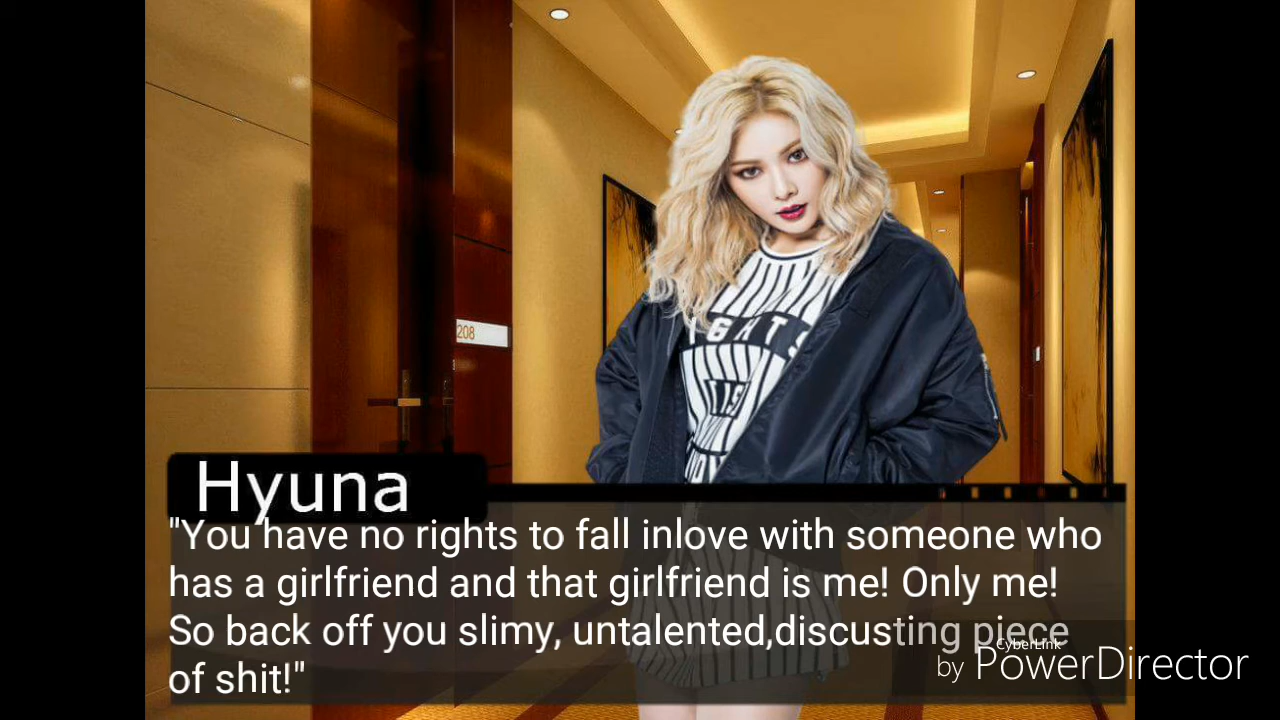 208
IGHTS
Hyuna
"You have no rights to fall inlove with someone who
has a girlfriend and that girlfriend is me! Only me!
So back off you slimy, untalented,discusting piece
of shit!"
CyberLink
by PowerDirector